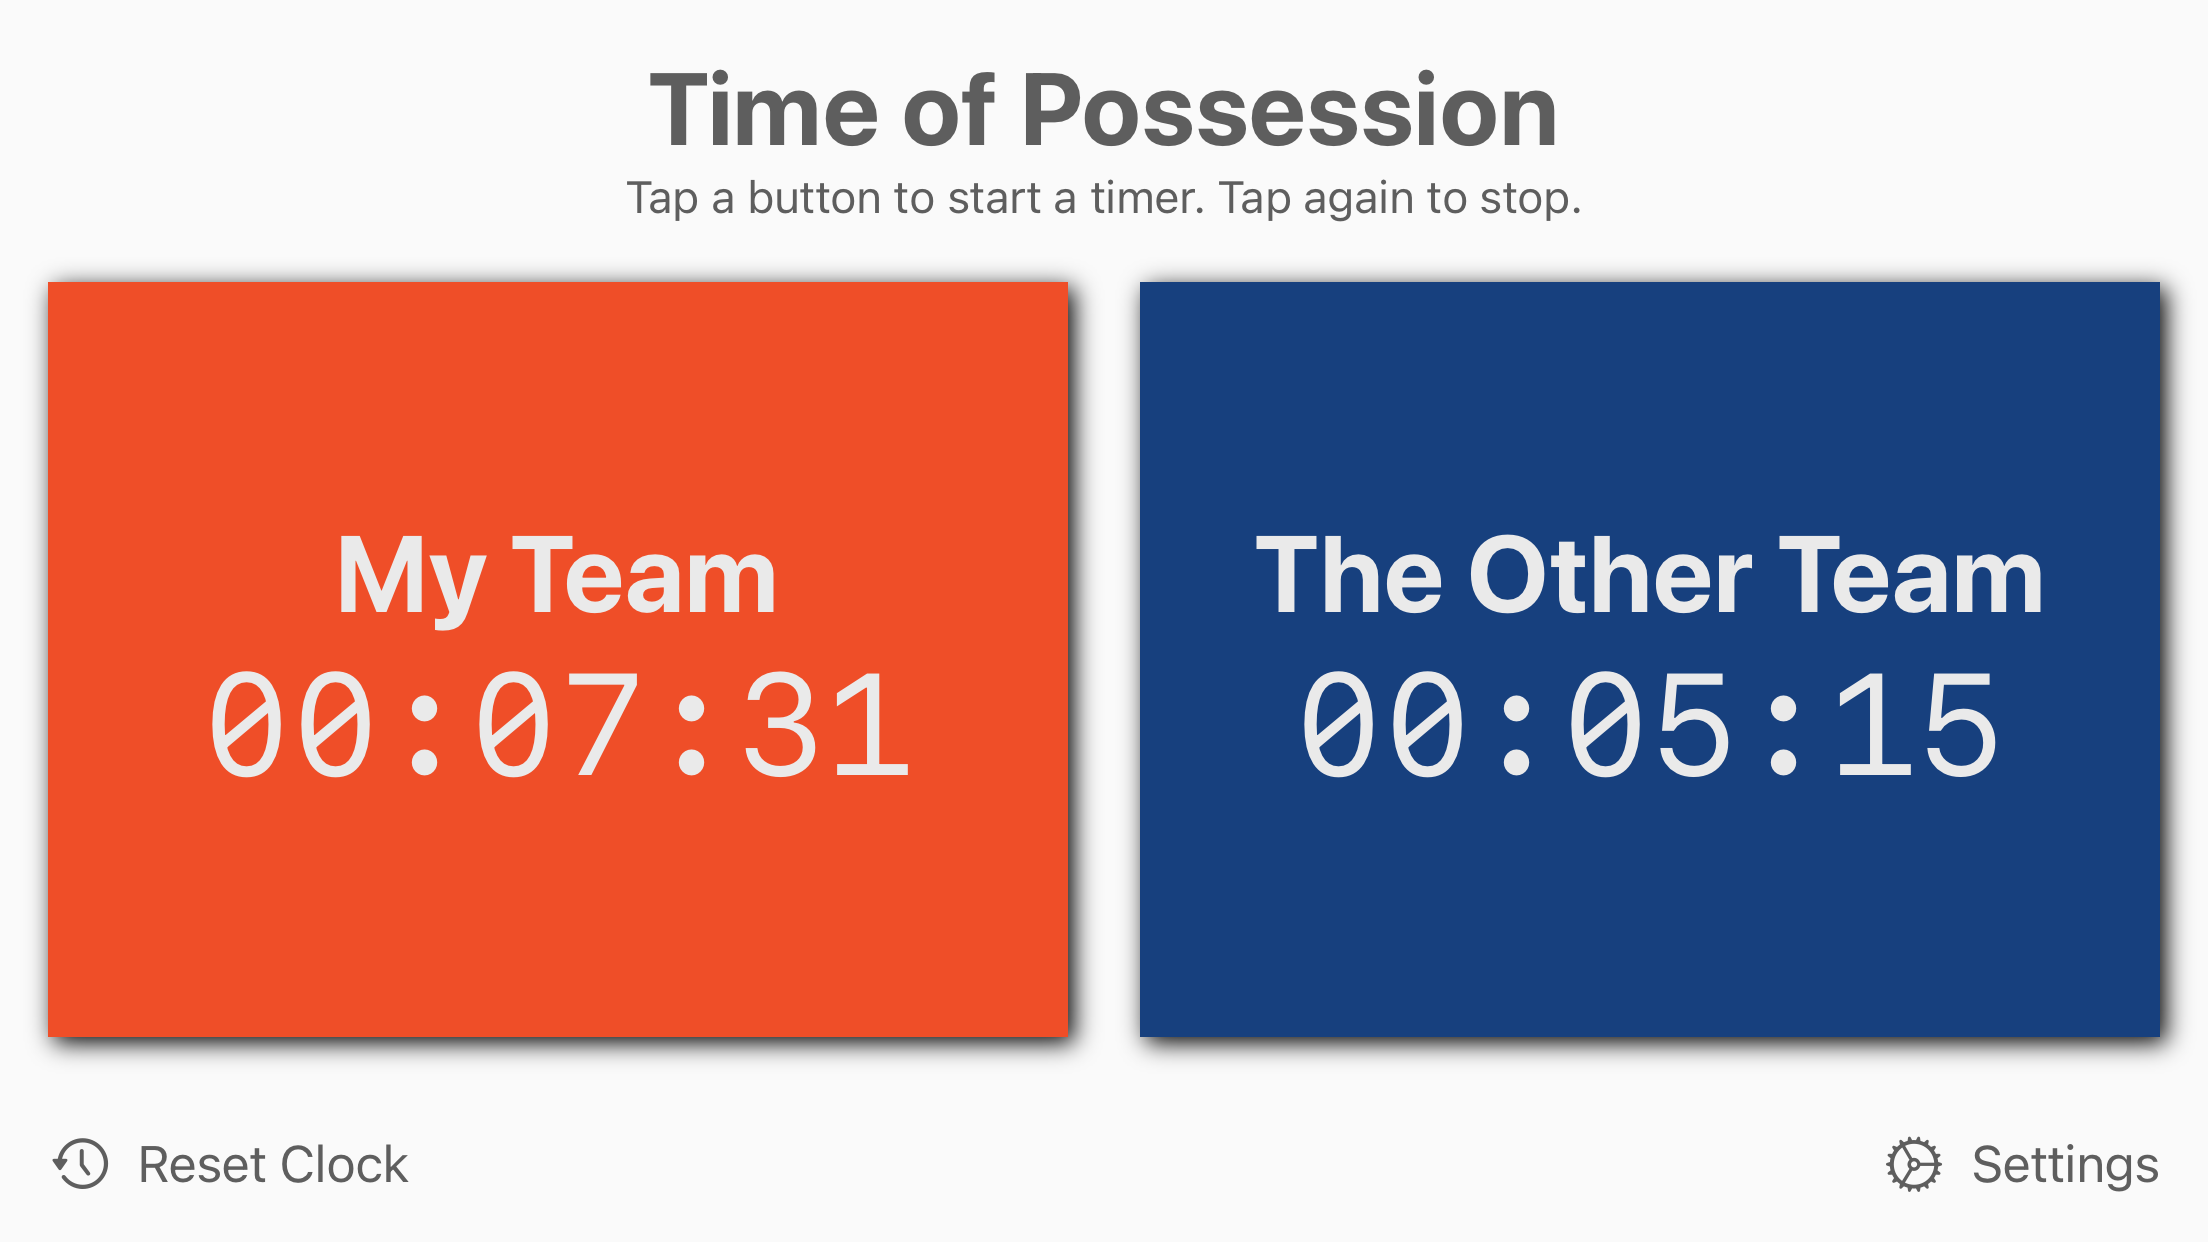 Time of Possession
Tap a button to start a timer. Tap again to stop.
My Team
00:07:31
The Other Team
00:05:15
Reset Clock
Settings